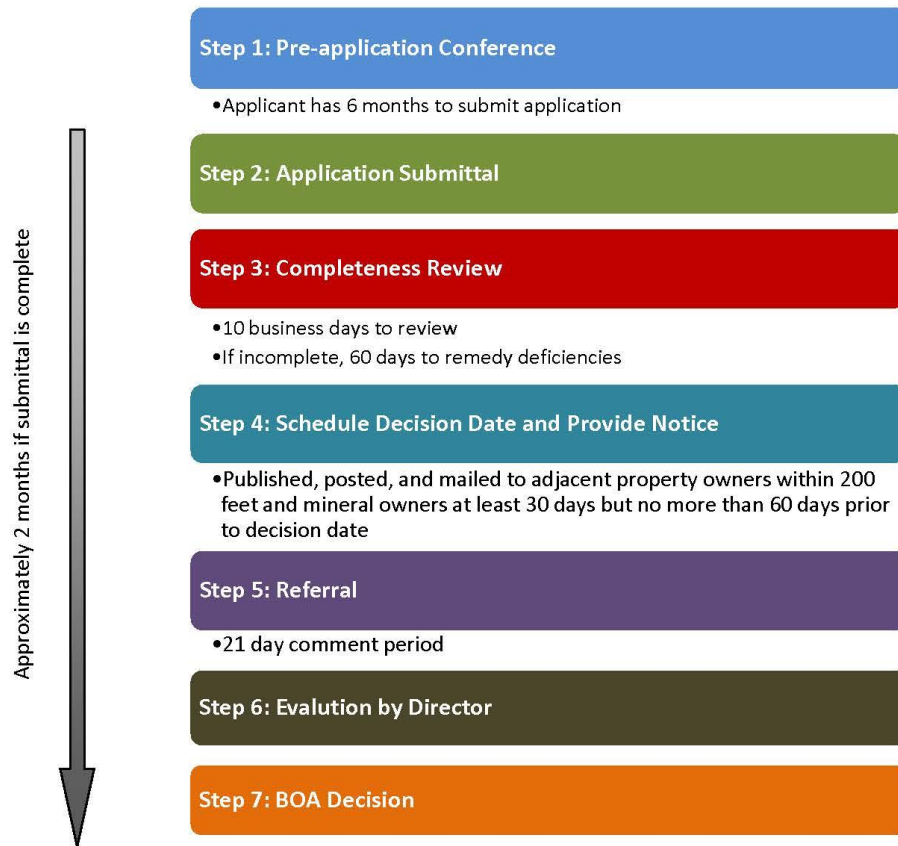 Step 1: Pre-application Conference
•Applicant has 6 months to submit application
Step 2: Application Submittal
Step 3: Completeness Review
•10 business days to review
•If incomplete, 60 days to remedy deficiencies
Step 4: Schedule Decision Date and Provide Notice
•Published, posted, and mailed to adjacent property owners within 200
feet and mineral owners at least 30 days but no more than 60 days prior
to decision date
Step 5: Referral
•21 day comment period
Step 6: Evalution by Director
Step 7: BOA Decision
Approximately 2 months if submittal is complete